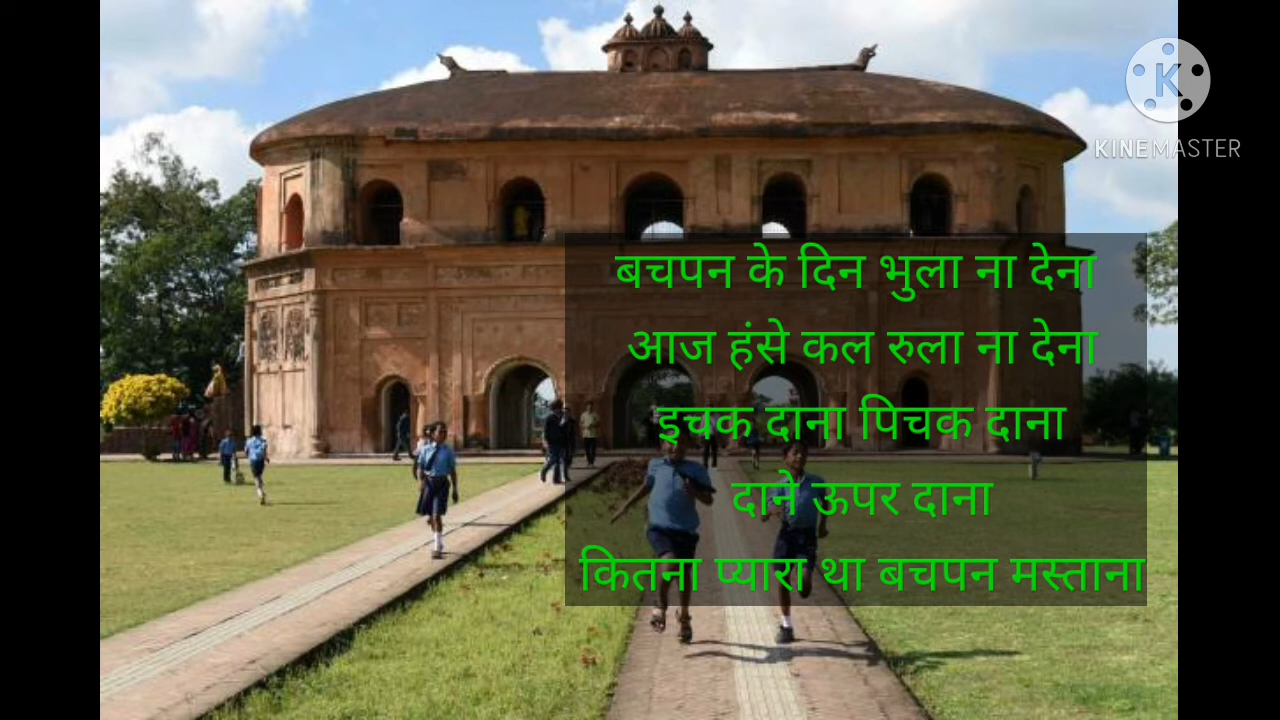 KINEMASTER
बचपन के दिन भुला ना देना
आज हंसे कल रुला ना देना
इचक दाना पिचक दाना
दाने ऊपर दाना
कितना प्यारा था बचपन मस्ताना